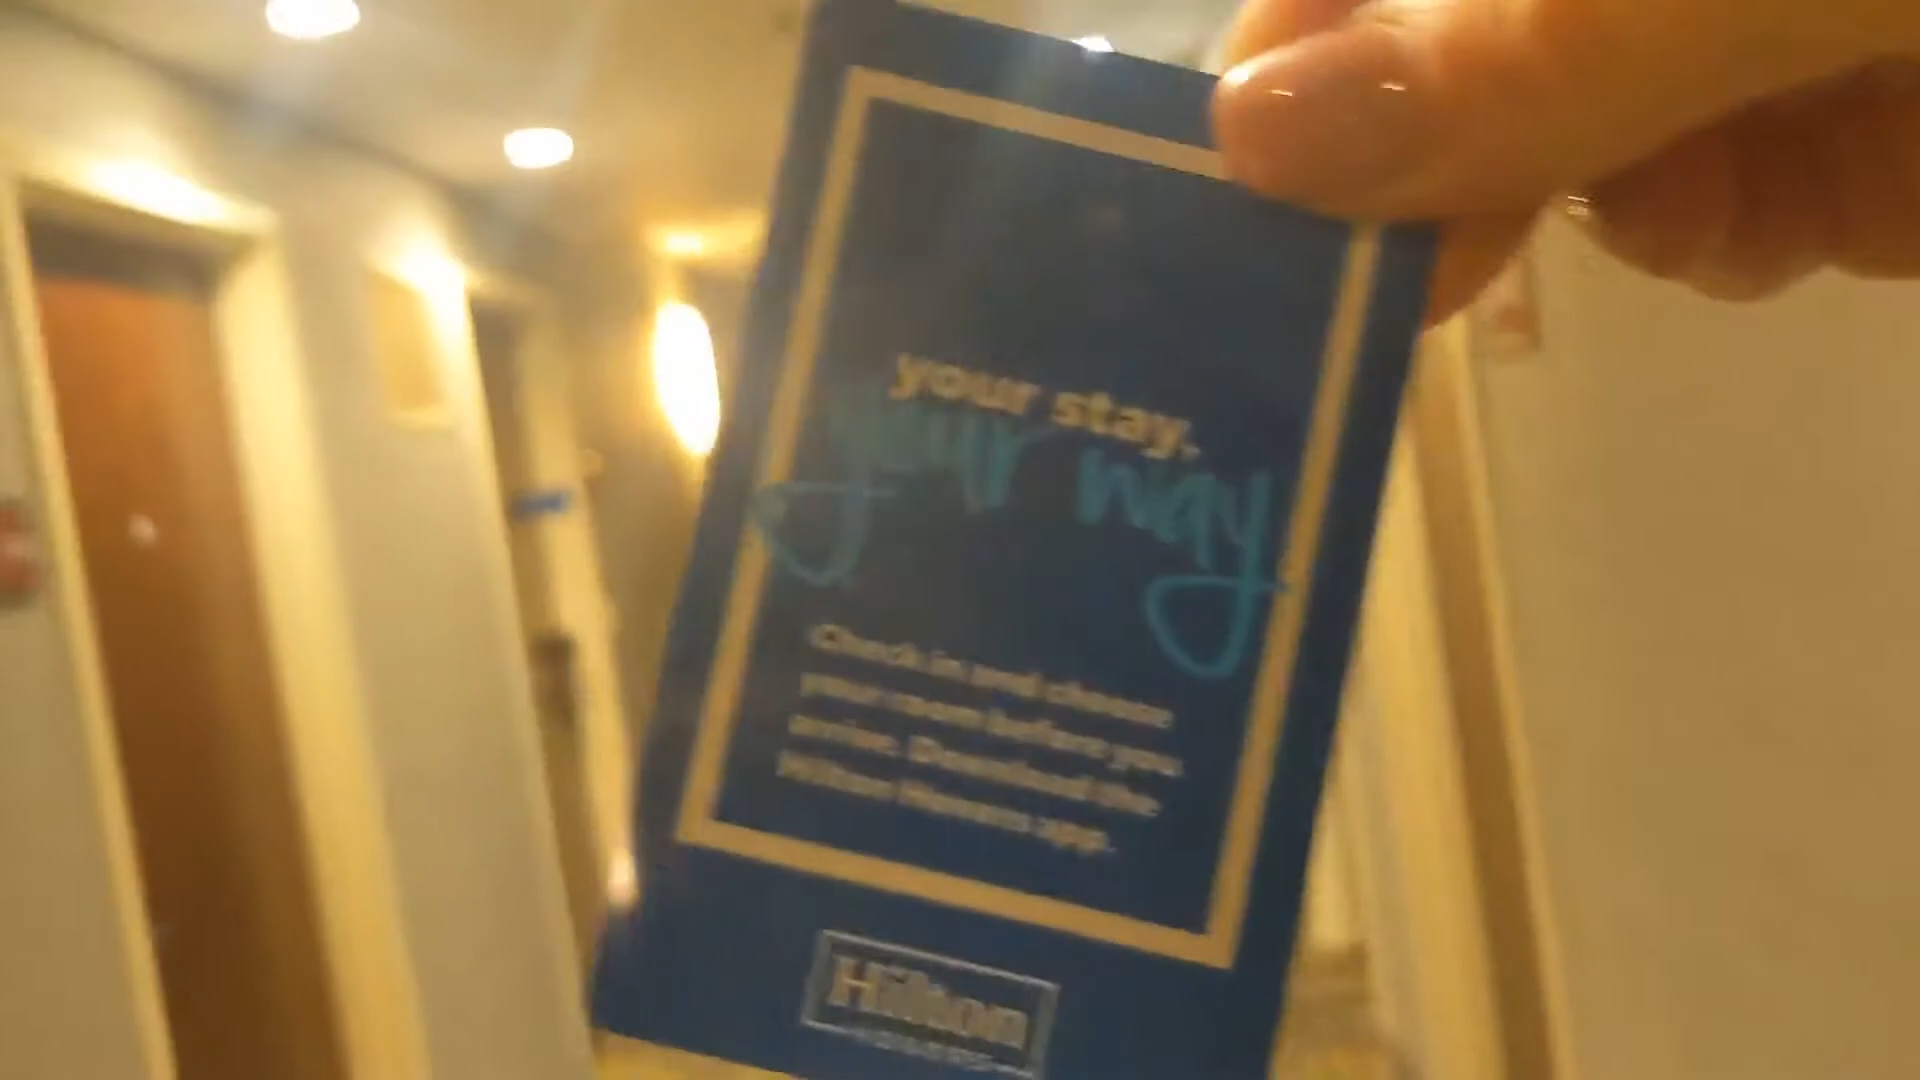 your stay,
your way
Check in and choose
your room before you
arrive. Download the
Hilton Honors app.
Hilton
HONORS